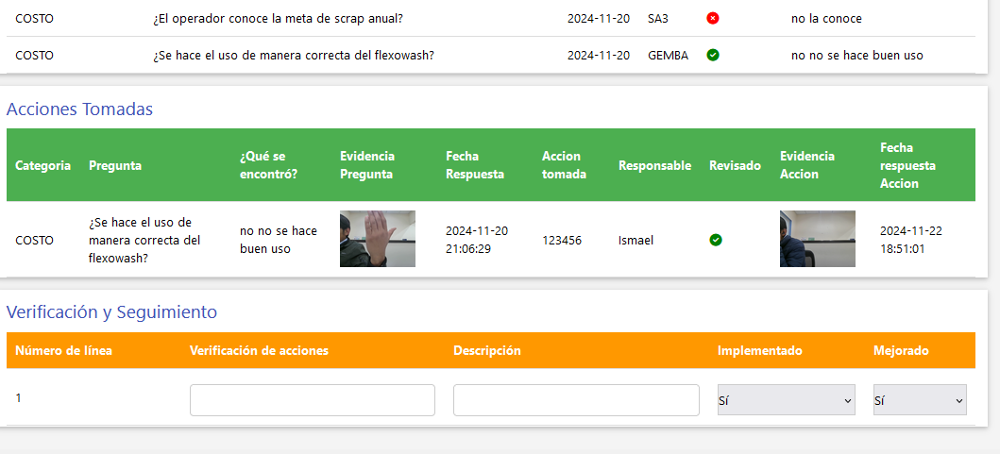 COSTO ¿El operador conoce la meta de scrap anual? 2024-11-20 SA3 no la conoce
COSTO ¿Se hace el uso de manera correcta del flexowash? 2024-11-20 GEMBA no no se hace buen uso
Acciones Tomadas
Categoria Pregunta ¿Qué se encontró? Evidencia Pregunta Fecha Respuesta Accion tomada Responsable Revisado Evidencia Accion Fecha respuesta Accion
COSTO ¿Se hace el uso de manera correcta del flexowash? no no se hace buen uso 2024-11-20 21:06:29 123456 Ismael 2024-11-22 18:51:01
Verificación y Seguimiento
Número de línea Verificación de acciones Descripción Implementado Mejorado
1 Sí Sí